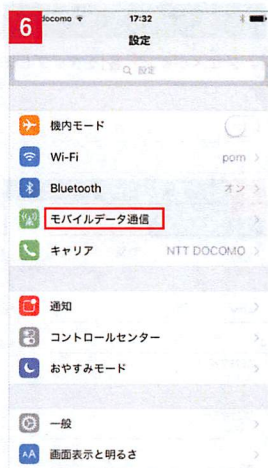 6
docomo 17:32
設定
設定
機内モード
Wi-Fi pom
Bluetooth オン
モバイルデータ通信
キャリア NTT DOCOMO
通知
コントロールセンター
おやすみモード
一般
AA 画面表示と明るさ